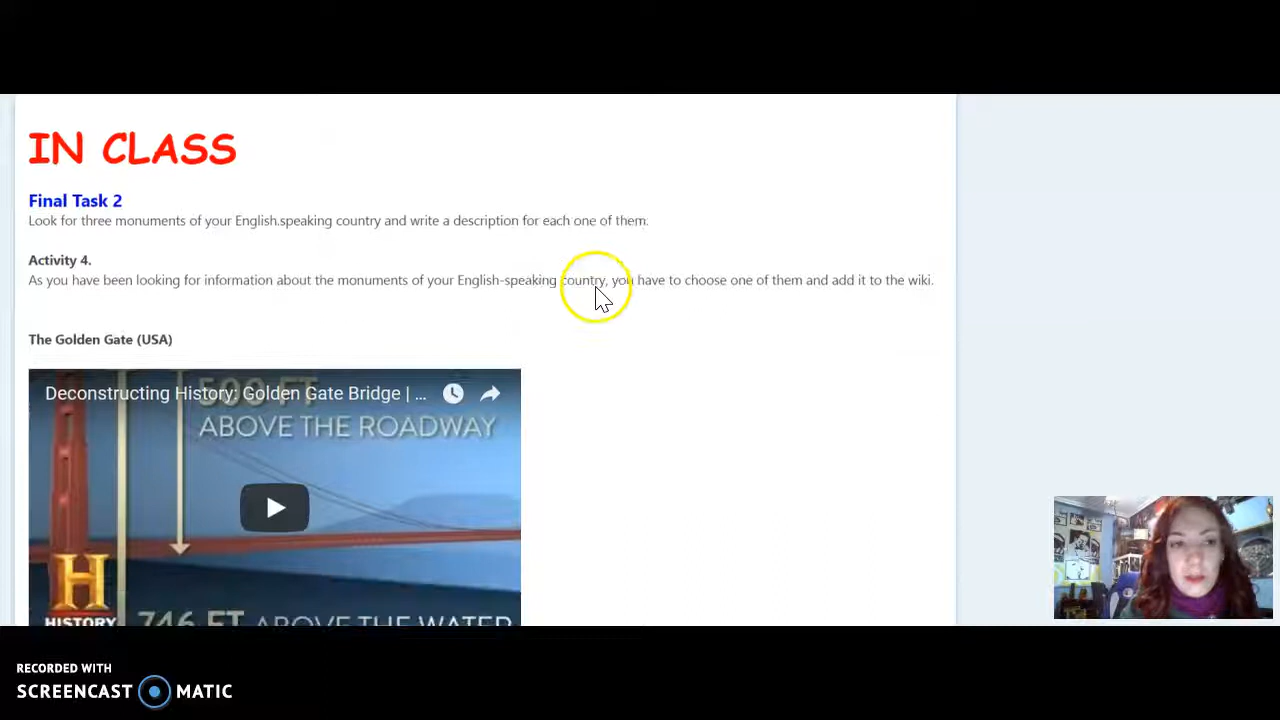 IN CLASS
Final Task 2
Look for three monuments of your English.speaking country and write a description for each one of them.
Activity 4.
As you have been looking for information about the monuments of your English-speaking country, you have to choose one of them and add it to the wiki.
The Golden Gate (USA)
Deconstructing History: Golden Gate Bridge | ...
500 FT
ABOVE THE ROADWAY
H
HISTORY
746 FT ABOVE THE WATER
RECORDED WITH
SCREENCAST MATIC